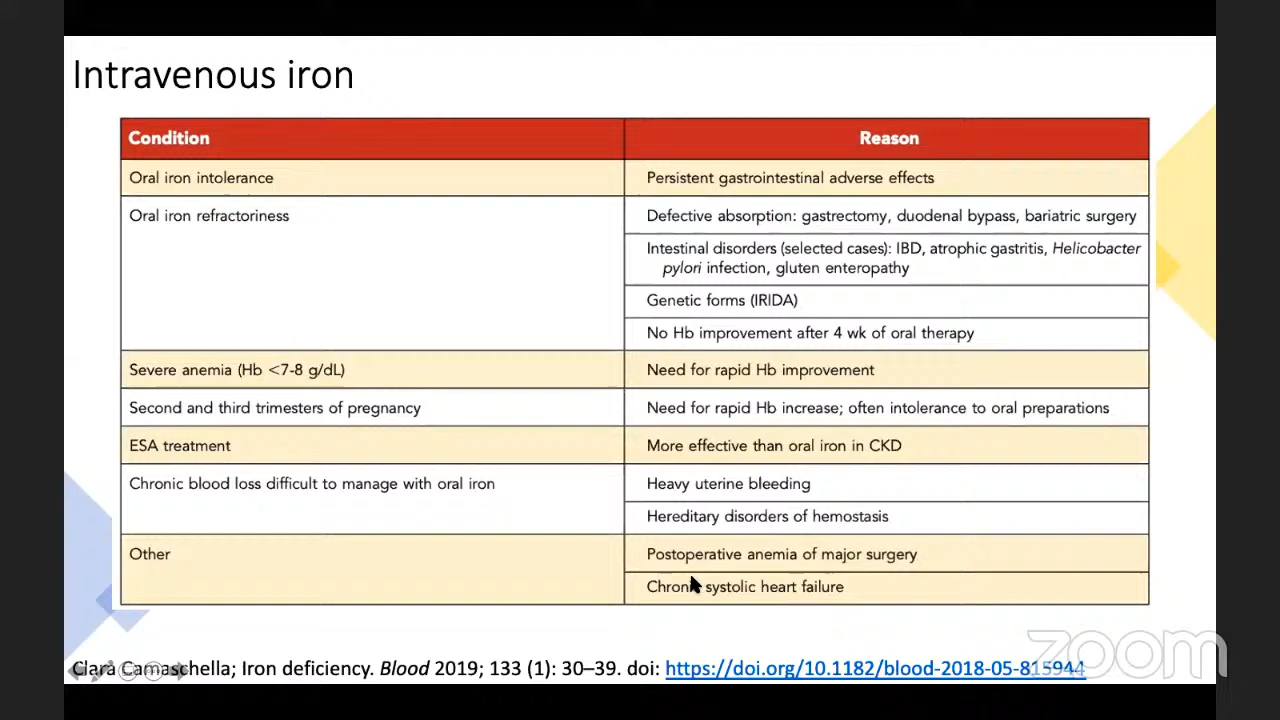 Intravenous iron
Condition
Reason
Oral iron intolerance
Persistent gastrointestinal adverse effects
Oral iron refractoriness
Defective absorption: gastrectomy, duodenal bypass, bariatric surgery
Intestinal disorders (selected cases): IBD, atrophic gastritis, Helicobacter
pylori infection, gluten enteropathy
Genetic forms (IRIDA)
No Hb improvement after 4 wk of oral therapy
Severe anemia (Hb <7-8 g/dL)
Need for rapid Hb improvement
Second and third trimesters of pregnancy
Need for rapid Hb increase; often intolerance to oral preparations
ESA treatment
More effective than oral iron in CKD
Chronic blood loss difficult to manage with oral iron
Heavy uterine bleeding
Hereditary disorders of hemostasis
Other
Postoperative anemia of major surgery
Chronic systolic heart failure
Clara Camaschella; Iron deficiency. Blood 2019; 133 (1): 30–39. doi: https://doi.org/10.1182/blood-2018-05-815944
zoom